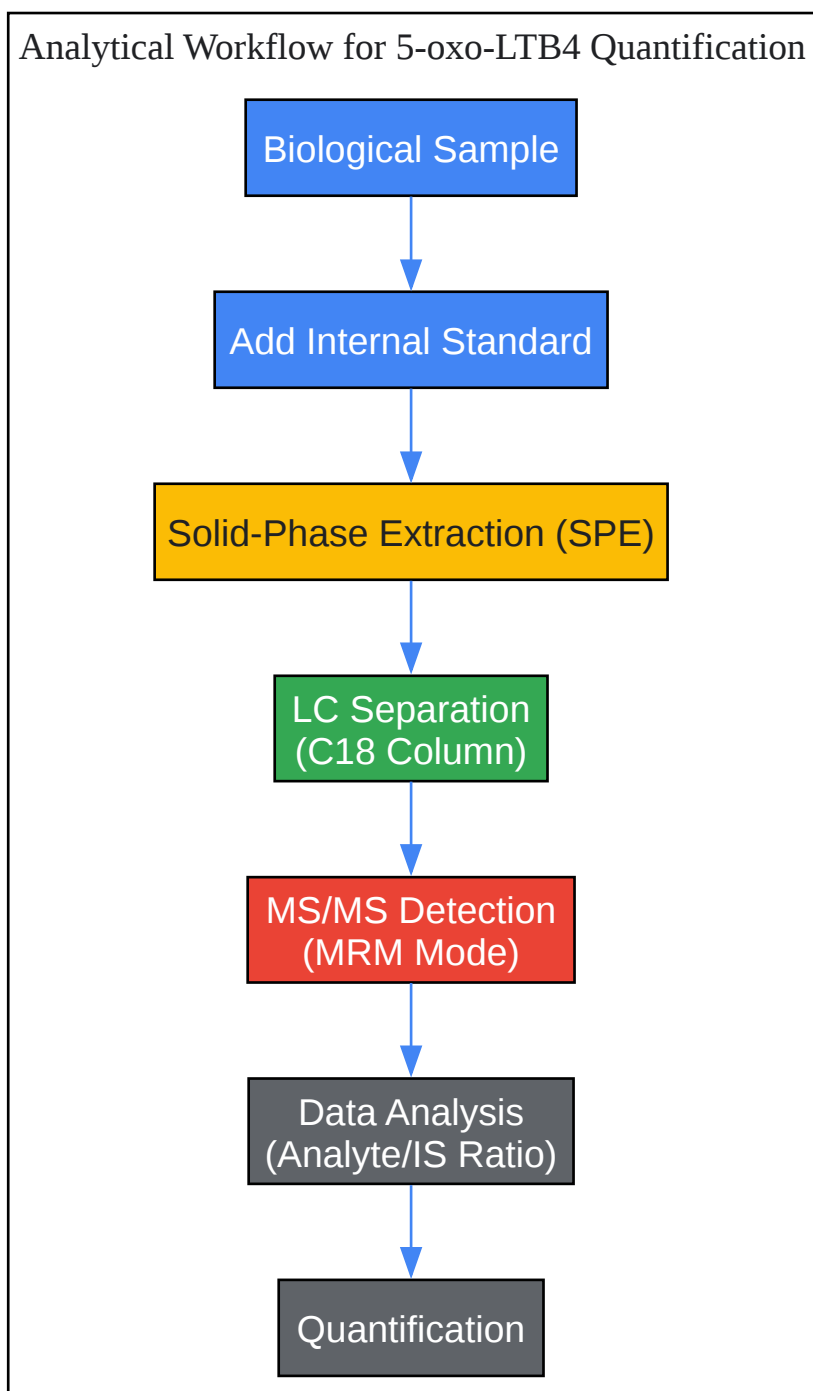 Analytical Workflow for 5-oxo-LTB4 Quantification
Biological Sample
Add Internal Standard
Solid-Phase Extraction (SPE)
LC Separation
(C18 Column)
MS/MS Detection
(MRM Mode)
Data Analysis
(Analyte/IS Ratio)
Quantification